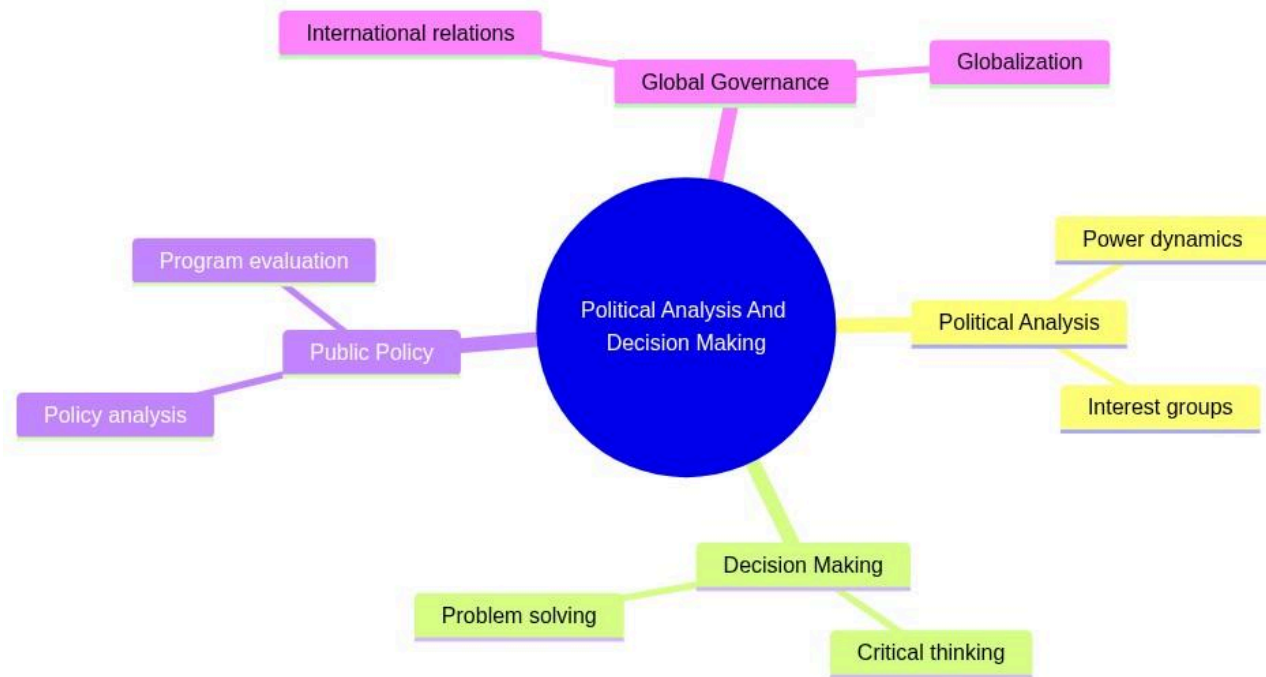 International relations
Globalization
Global Governance
Power dynamics
Program evaluation
Political Analysis And
Decision Making
Political Analysis
Public Policy
Interest groups
Policy analysis
Decision Making
Problem solving
Critical thinking